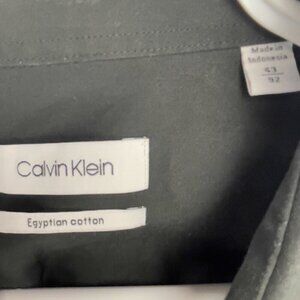 Made in
Indonesia
43
92
Calvin Klein
Egyptian cotton